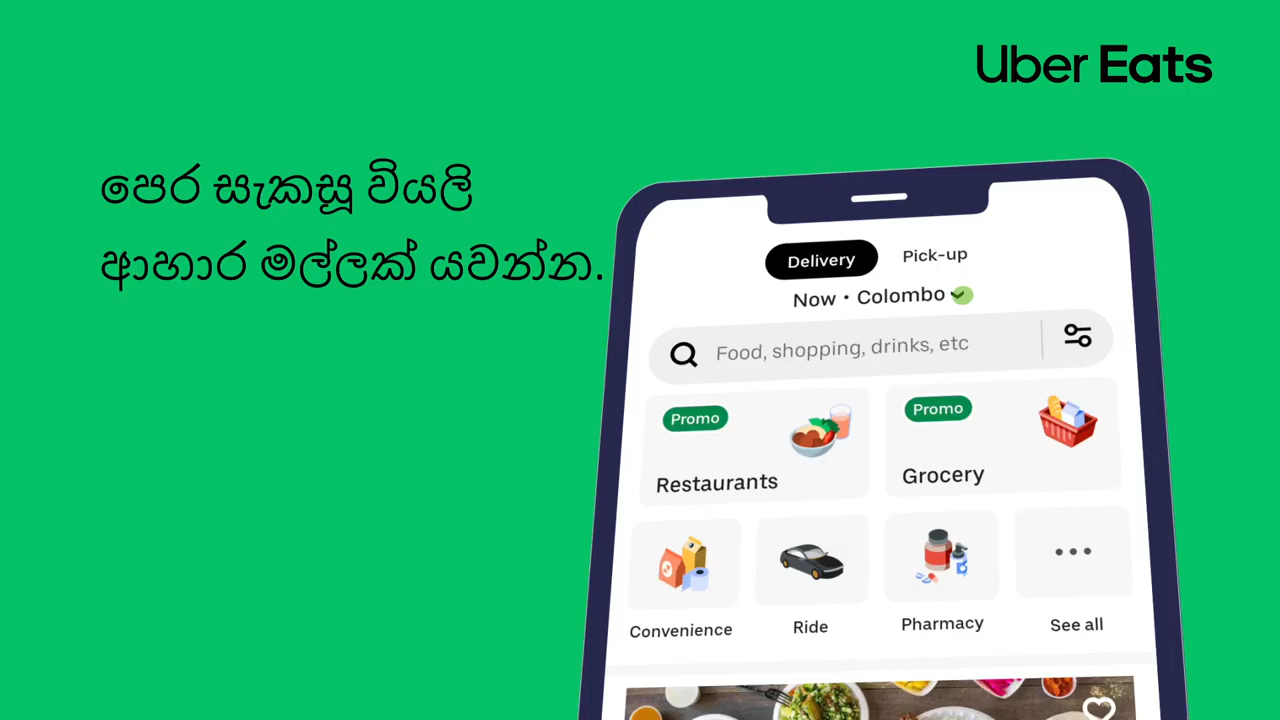 Uber Eats
පෙර සැකසූ වියලි
ආහාර මල්ලක් යවන්න.
Delivery
Pick-up
Now • Colombo
Food, shopping, drinks, etc
Promo
Promo
Restaurants
Grocery
Convenience
Ride
Pharmacy
See all